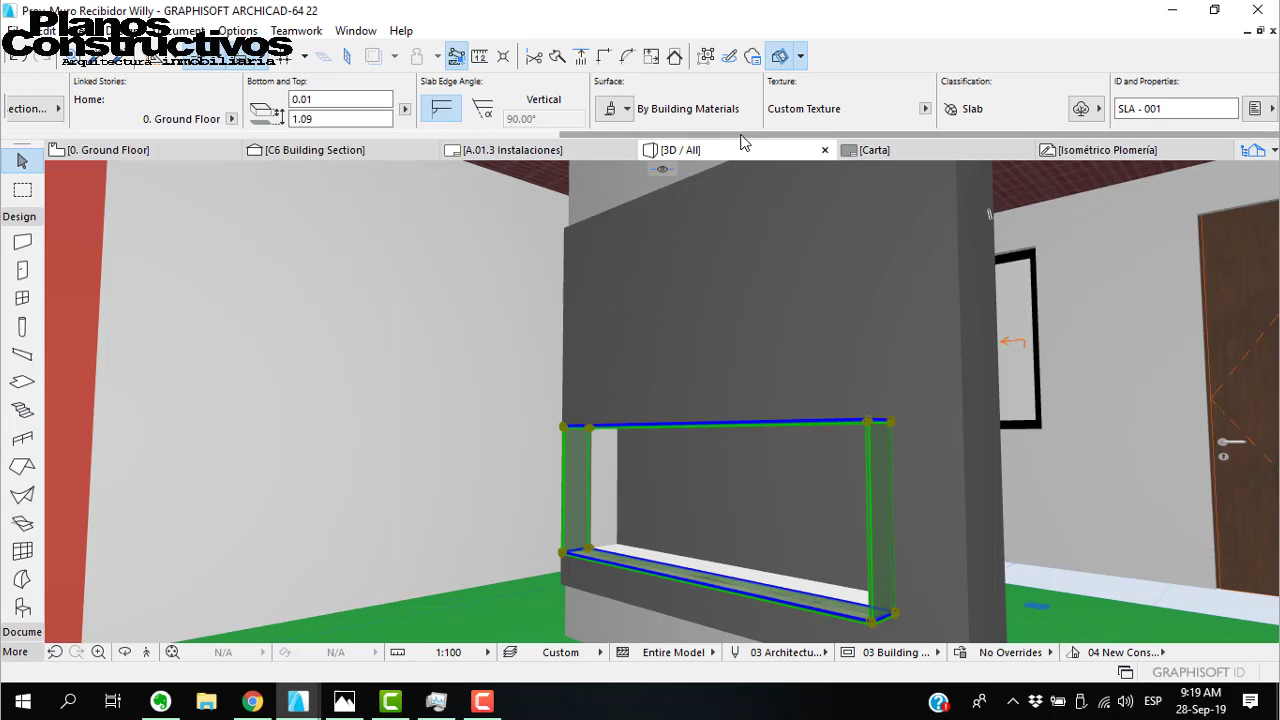 Prev. Muro Recibidor Willy - GRAPHISOFT ARCHICAD-64 22
Options Teamwork Window Help
Planos
Constructivos
Arquitectura inmobiliaria
ection...
Linked Stories:
Home:
0. Ground Floor
Bottom and Top:
0.01
1.09
Slab Edge Angle:
Vertical
90.00°
Surface:
By Building Materials
Texture:
Custom Texture
Classification:
Slab
ID and Properties:
SLA - 001
[0. Ground Floor]
[C6 Building Section]
[A.01.3 Instalaciones]
[3D / All]
[Carta]
[Isométrico Plomería]
Design
Docume
More
N/A
N/A
1:100
Custom
Entire Model
03 Architectu...
03 Building ...
No Overrides
04 New Cons...
GRAPHISOFT ID
ESP
9:19 AM
28-Sep-19